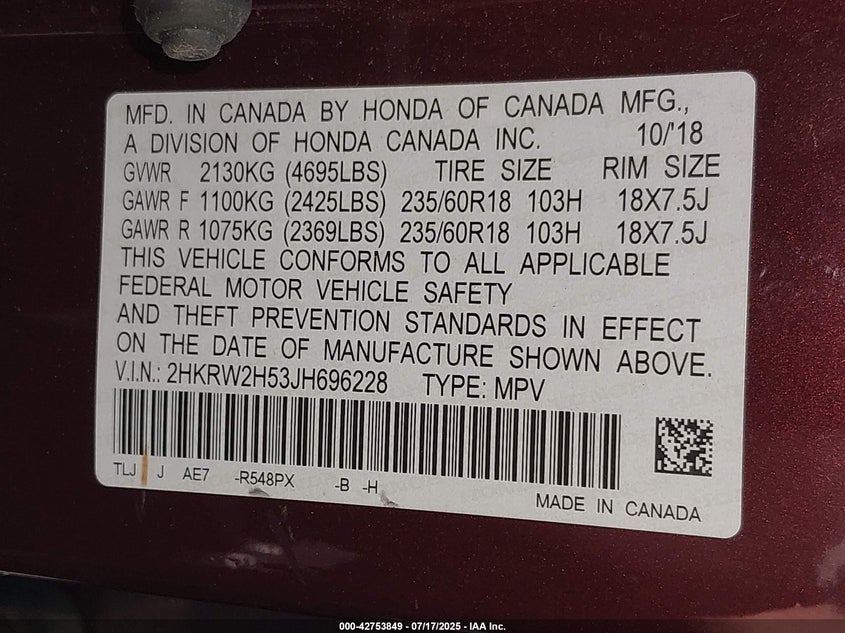 MFD. IN CANADA BY HONDA OF CANADA MFG.,
A DIVISION OF HONDA CANADA INC. 10/'18
GVWR 2130KG (4695LBS) TIRE SIZE RIM SIZE
GAWR F 1100KG (2425LBS) 235/60R18 103H 18X7.5J
GAWR R 1075KG (2369LBS) 235/60R18 103H 18X7.5J
THIS VEHICLE CONFORMS TO ALL APPLICABLE
FEDERAL MOTOR VEHICLE SAFETY
AND THEFT PREVENTION STANDARDS IN EFFECT
ON THE DATE OF MANUFACTURE SHOWN ABOVE.
V.I.N.: 2HKRW2H53JH696228 TYPE: MPV
TLJ J AE7 -R548PX -B -H
MADE IN CANADA
000-42753849 - 07/17/2025 - IAA Inc.